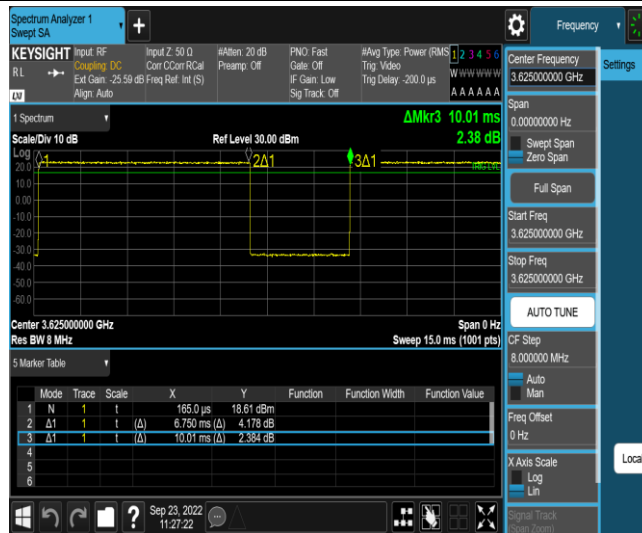 Spectrum Analyzer 1
Swept SA
Frequency
KEYSIGHT
RL
LXI
Input: RF
Coupling: DC
Ext Gain: -25.59 dB
Align: Auto
Input Z: 50 Ω
Corr CCorr RCal
Freq Ref: Int (S)
#Atten: 20 dB
Preamp: Off
PNO: Fast
Gate: Off
IF Gain: Low
Sig Track: Off
#Avg Type: Power (RMS
Trig: Video
Trig Delay: -200.0 µs
1 2 3 4 5 6
W W W W W W
A A A A A A
Center Frequency
3.625000000 GHz
Settings
1 Spectrum
ΔMkr3 10.01 ms
2.38 dB
Scale/Div 10 dB
Ref Level 30.00 dBm
Log
20.0
10.0
0.00
-10.0
-20.0
-30.0
-40.0
-50.0
-60.0
1
2Δ1
3Δ1
TRIG LVL
Span
0.00000000 Hz
Swept Span
Zero Span
Full Span
Start Freq
3.625000000 GHz
Stop Freq
3.625000000 GHz
AUTO TUNE
Center 3.625000000 GHz
Res BW 8 MHz
Span 0 Hz
Sweep 15.0 ms (1001 pts)
CF Step
8.000000 MHz
Auto
Man
Freq Offset
0 Hz
X Axis Scale
Log
Lin
Signal Track
(Span Zoom)
Local
5 Marker Table
Mode Trace Scale X Y Function Function Width Function Value
1 N 1 t 165.0 µs 18.61 dBm
2 Δ1 1 t (Δ) 6.750 ms (Δ) 4.178 dB
3 Δ1 1 t (Δ) 10.01 ms (Δ) 2.384 dB
4
5
6
?
Sep 23, 2022
11:27:22